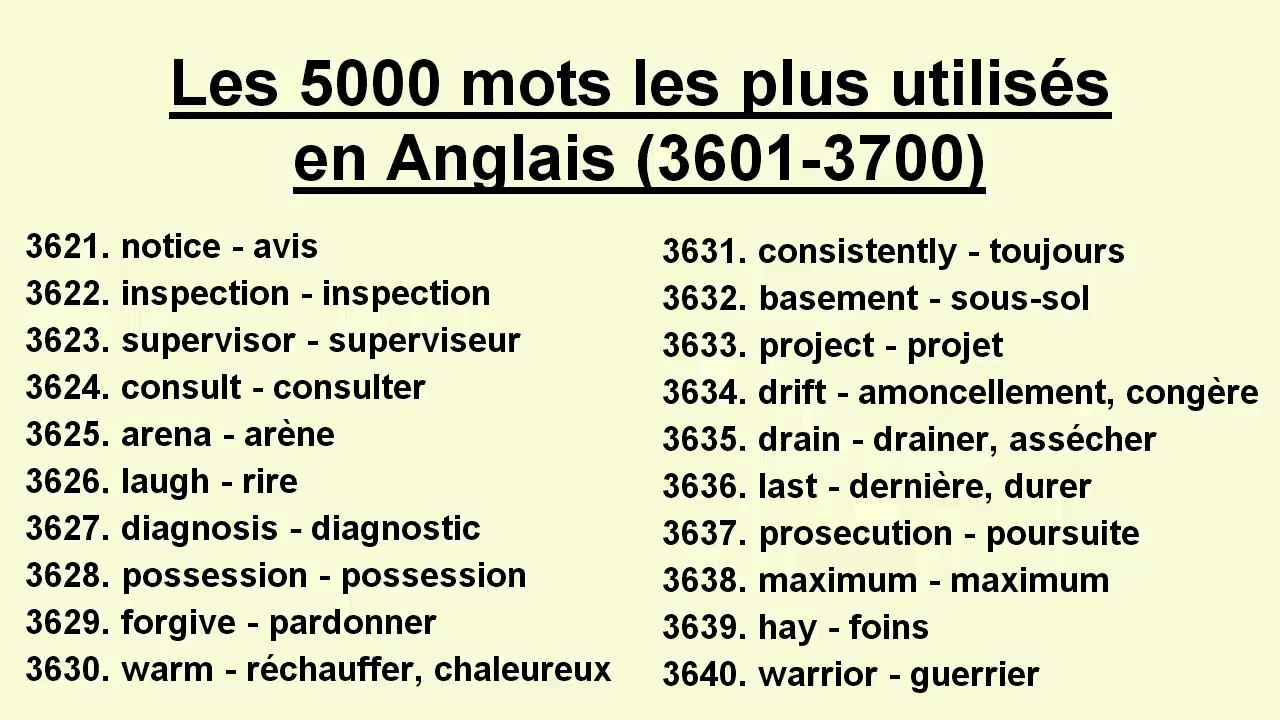 Les 5000 mots les plus utilisés
en Anglais (3601-3700)
3621. notice - avis
3622. inspection - inspection
3623. supervisor - superviseur
3624. consult - consulter
3625. arena - arène
3626. laugh - rire
3627. diagnosis - diagnostic
3628. possession - possession
3629. forgive - pardonner
3630. warm - réchauffer, chaleureux
3631. consistently - toujours
3632. basement - sous-sol
3633. project - projet
3634. drift - amoncellement, congère
3635. drain - drainer, assécher
3636. last - dernière, durer
3637. prosecution - poursuite
3638. maximum - maximum
3639. hay - foins
3640. warrior - guerrier